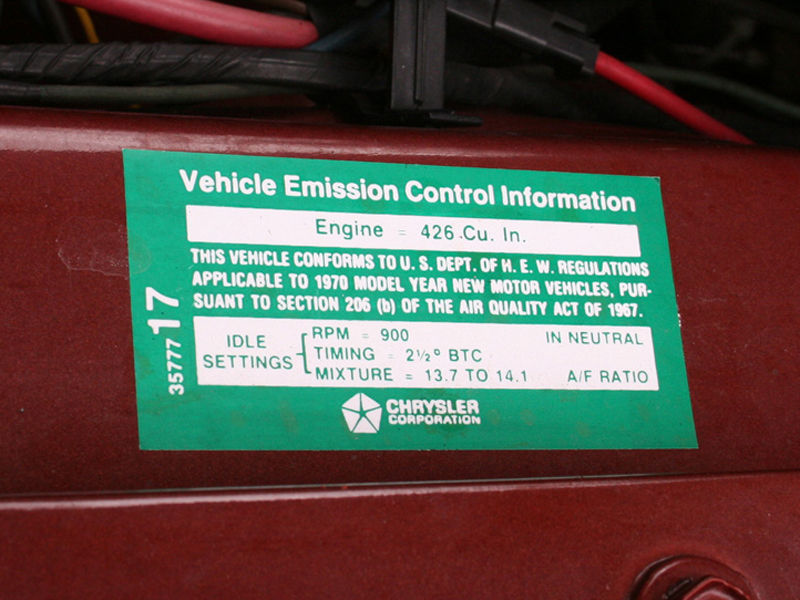 Vehicle Emission Control Information
Engine = 426 Cu. In.
THIS VEHICLE CONFORMS TO U. S. DEPT. OF H. E. W. REGULATIONS
APPLICABLE TO 1970 MODEL YEAR NEW MOTOR VEHICLES, PUR-
SUANT TO SECTION 206 (b) OF THE AIR QUALITY ACT OF 1967.
IDLE
SETTINGS
RPM = 900 IN NEUTRAL
TIMING = 2½° BTC
MIXTURE = 13.7 TO 14.1 A/F RATIO
CHRYSLER
CORPORATION
3577717